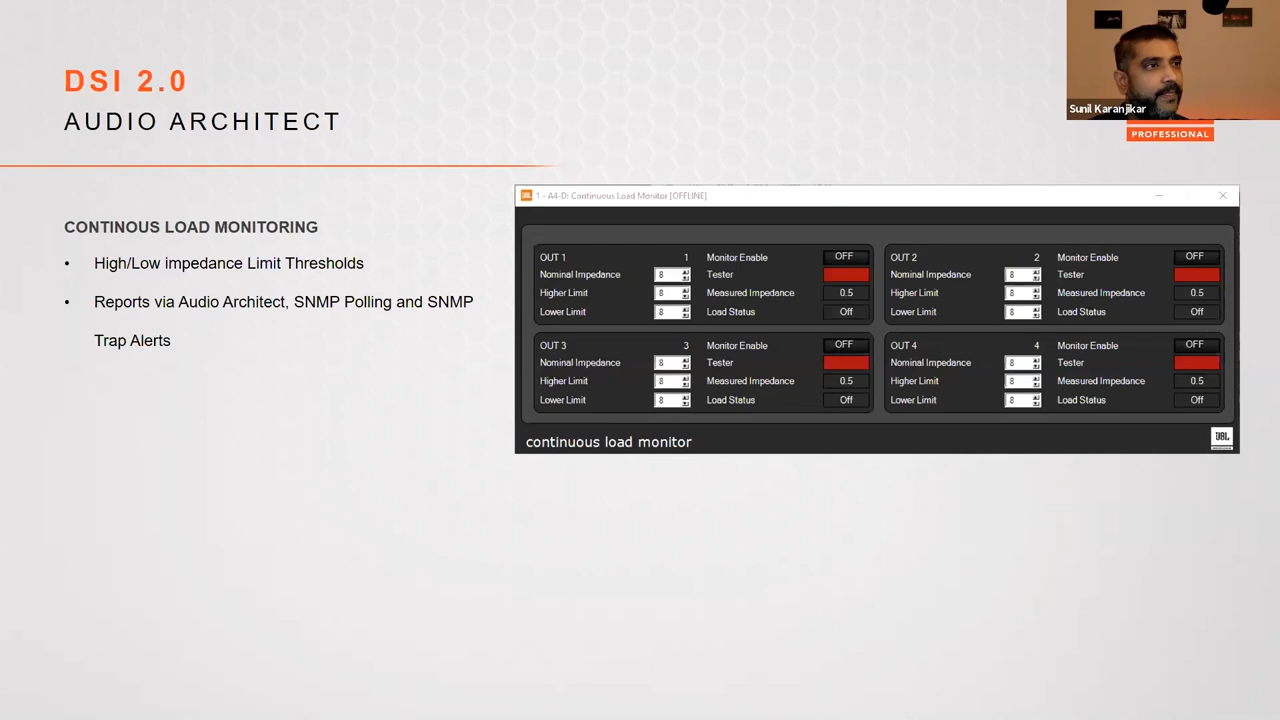 DSI 2.0
AUDIO ARCHITECT
Sunil Karanjikar
PROFESSIONAL
CONTINOUS LOAD MONITORING
• High/Low impedance Limit Thresholds
• Reports via Audio Architect, SNMP Polling and SNMP
Trap Alerts
JBL 1 - A4-D: Continuous Load Monitor [OFFLINE]
OUT 1 1 Monitor Enable OFF
Nominal Impedance 8 Tester
Higher Limit 8 Measured Impedance 0.5
Lower Limit 8 Load Status Off
OUT 2 2 Monitor Enable OFF
Nominal Impedance 8 Tester
Higher Limit 8 Measured Impedance 0.5
Lower Limit 8 Load Status Off
OUT 3 3 Monitor Enable OFF
Nominal Impedance 8 Tester
Higher Limit 8 Measured Impedance 0.5
Lower Limit 8 Load Status Off
OUT 4 4 Monitor Enable OFF
Nominal Impedance 8 Tester
Higher Limit 8 Measured Impedance 0.5
Lower Limit 8 Load Status Off
continuous load monitor
JBL